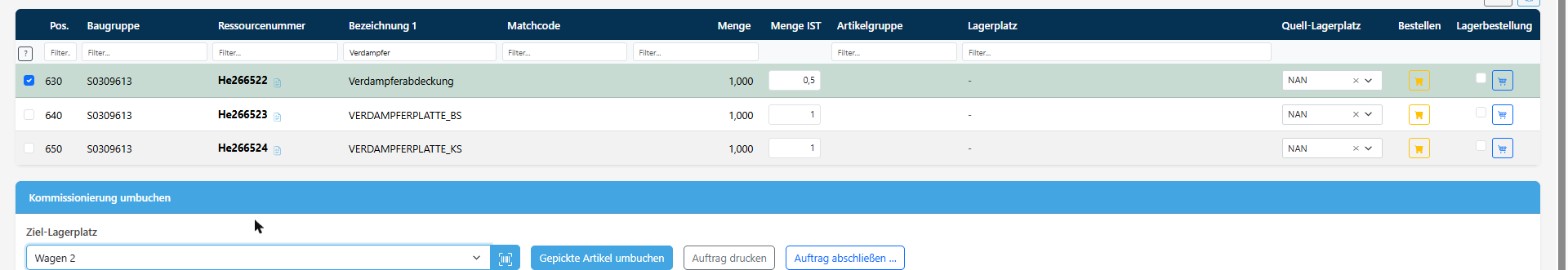 Pos. Baugruppe Ressourcenummer Bezeichnung 1 Matchcode Menge Menge IST Artikelgruppe Lagerplatz Quell-Lagerplatz Bestellen Lagerbestellung
? Filter.. Filter... Filter... Verdampfer Filter... Filter... Filter... Filter...
630 S0309613 He266522 Verdampferabdeckung 1,000 0,5 - NAN
640 S0309613 He266523 VERDAMPFERPLATTE_BS 1,000 1 - NAN
650 S0309613 He266524 VERDAMPFERPLATTE_KS 1,000 1 - NAN
Kommissionierung umbuchen
Ziel-Lagerplatz
Wagen 2 Gepickte Artikel umbuchen Auftrag drucken Auftrag abschließen ...